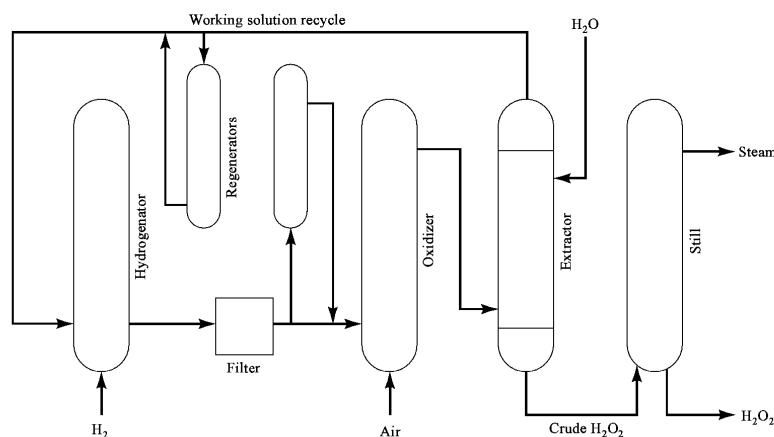 Working solution recycle
H₂O
Hydrogenator
Regenerators
Oxidizer
Extractor
Still
Steam
Filter
H₂
Air
Crude H₂O₂
H₂O₂